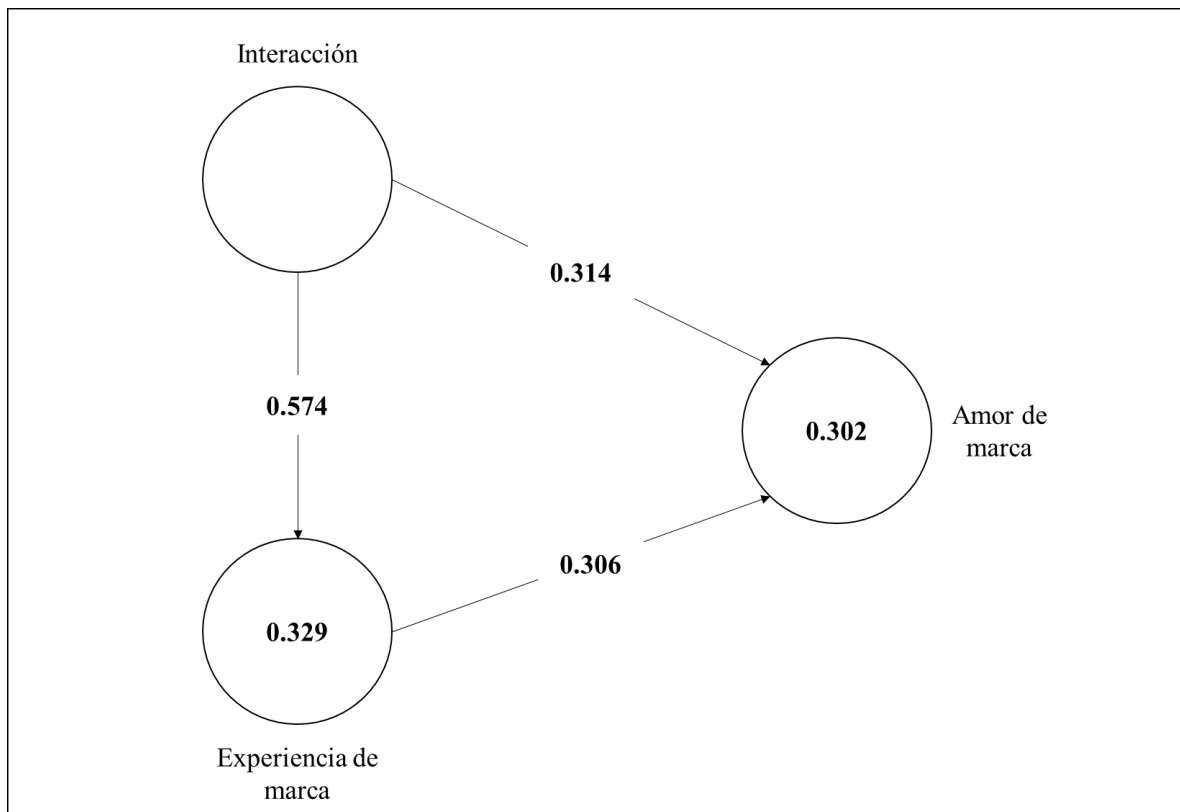 Interacción
0.314
0.574
0.302
Amor de
marca
0.306
0.329
Experiencia de
marca